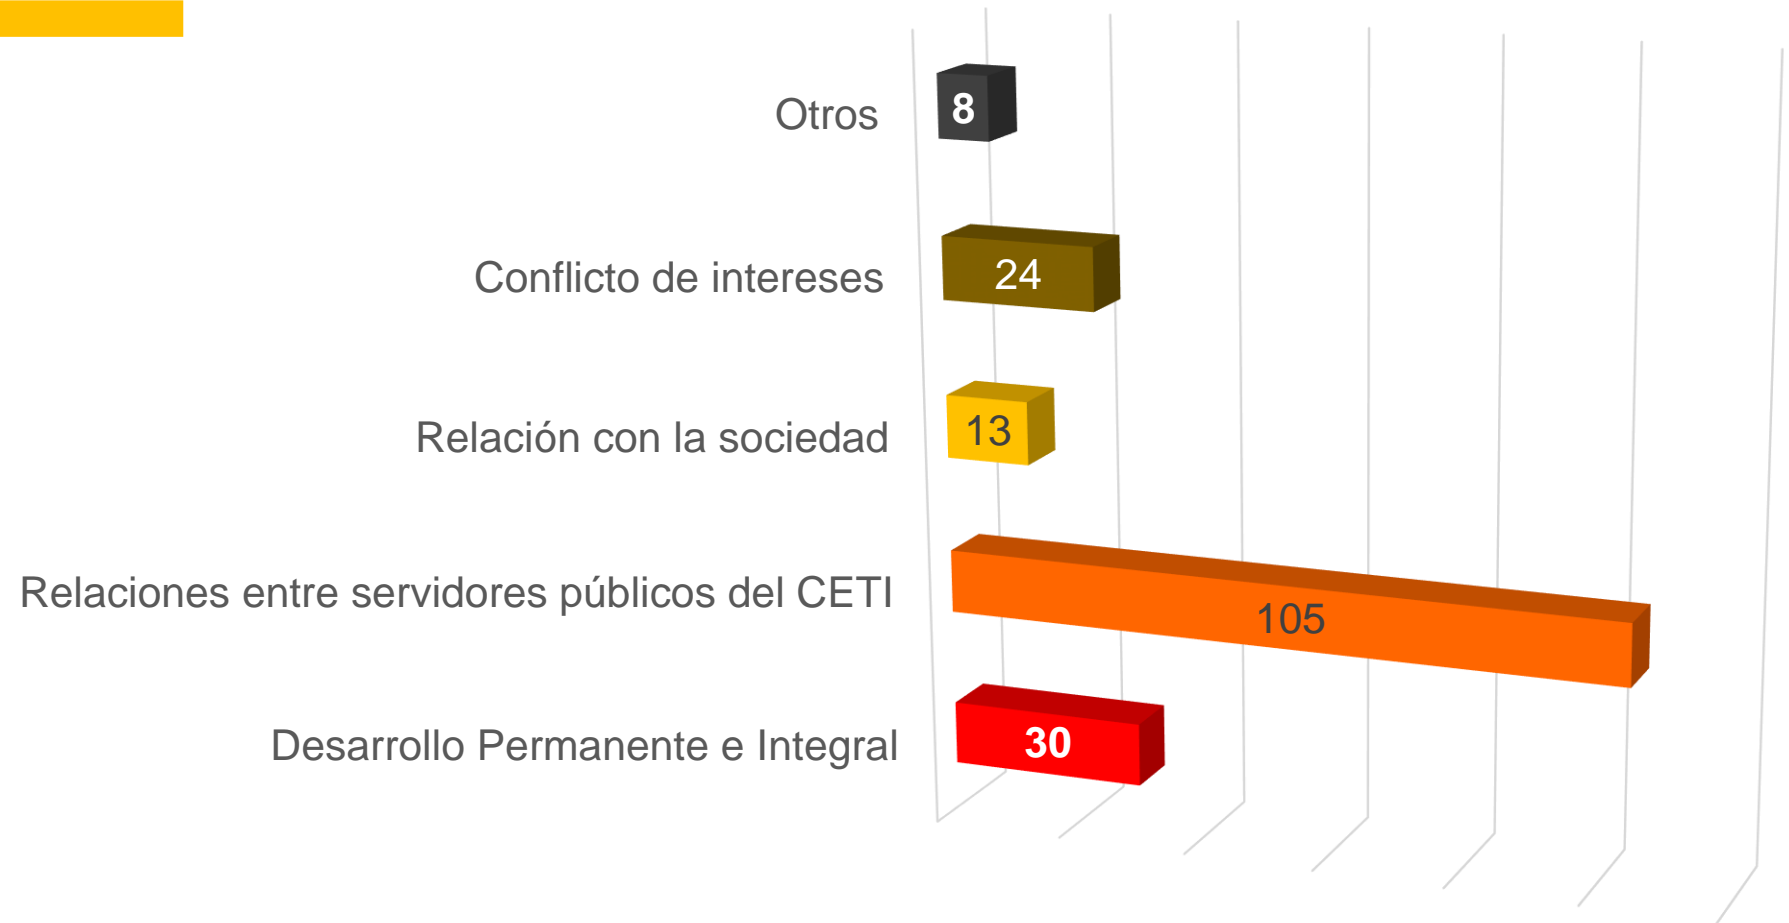 Otros
8
Conflicto de intereses
24
Relación con la sociedad
13
Relaciones entre servidores públicos del CETI
105
Desarrollo Permanente e Integral
30